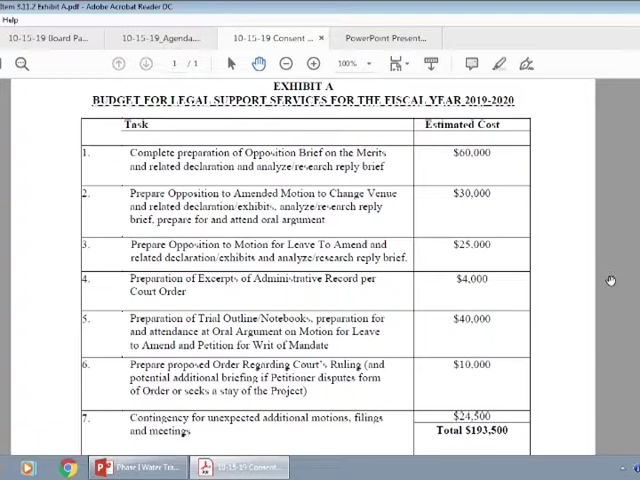 Item 3.11.2 Exhibit A.pdf - Adobe Acrobat Reader DC
Help
10-15-19 Board Pa...
10-15-19_Agenda...
10-15-19 Consent ... ×
PowerPoint Present...
1 / 1
100%
EXHIBIT A
BUDGET FOR LEGAL SUPPORT SERVICES FOR THE FISCAL YEAR 2019-2020
Task Estimated Cost
1. Complete preparation of Opposition Brief on the Merits $60,000
and related declaration and analyze/research reply brief
2. Prepare Opposition to Amended Motion to Change Venue $30,000
and related declaration/exhibits, analyze/research reply
brief, prepare for and attend oral argument
3. Prepare Opposition to Motion for Leave To Amend and $25,000
related declaration/exhibits and analyze/research reply brief.
4. Preparation of Excerpts of Administrative Record per $4,000
Court Order
5. Preparation of Trial Outline/Notebooks, preparation for $40,000
and attendance at Oral Argument on Motion for Leave
to Amend and Petition for Writ of Mandate
6. Prepare proposed Order Regarding Court's Ruling (and $10,000
potential additional briefing if Petitioner disputes form
of Order or seeks a stay of the Project)
7. Contingency for unexpected additional motions, filings $24,500
and meetings Total $193,500
Phase I Water Tra...
10-15-19 Consent...